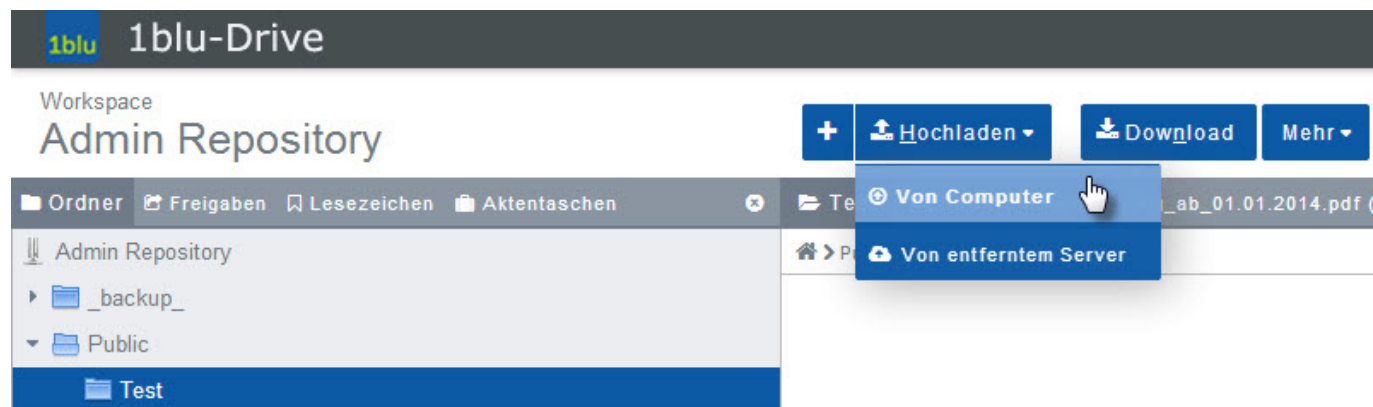 1blu 1blu-Drive
Workspace
Admin Repository
Hochladen Download Mehr
Ordner Freigaben Lesezeichen Aktentaschen
Von Computer
_ab_01.01.2014.pdf (
Admin Repository
Von entferntem Server
_backup_
Public
Test